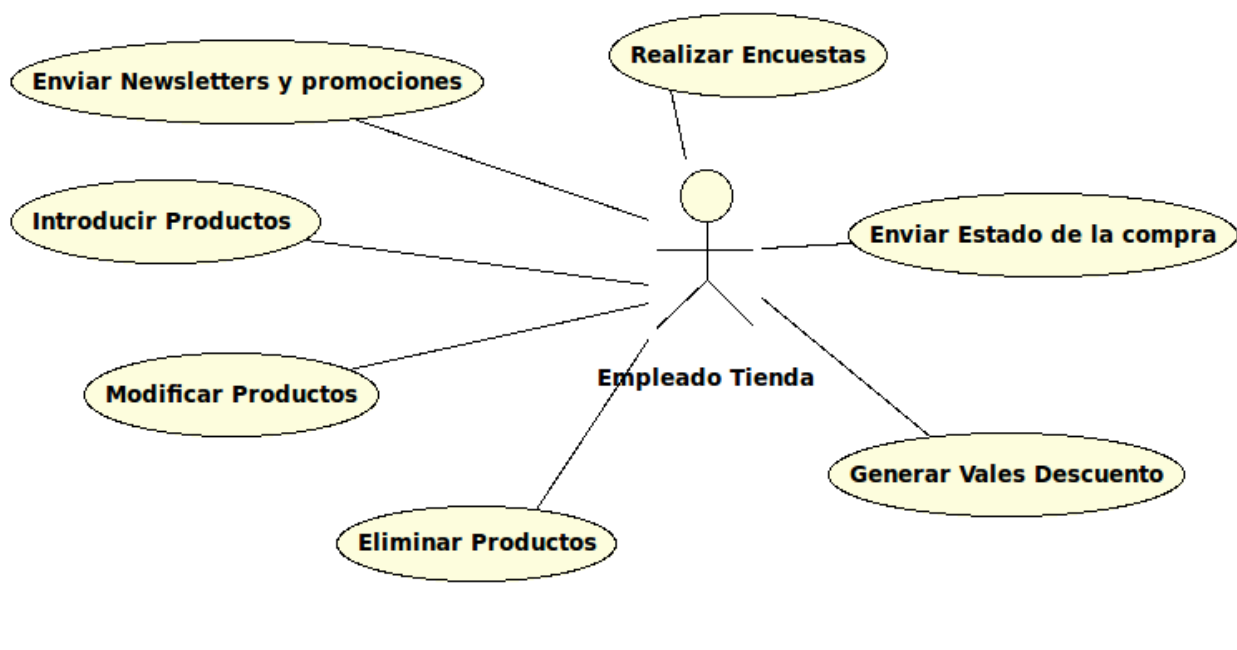 Realizar Encuestas
Enviar Newsletters y promociones
Introducir Productos
Enviar Estado de la compra
Modificar Productos
Empleado Tienda
Generar Vales Descuento
Eliminar Productos